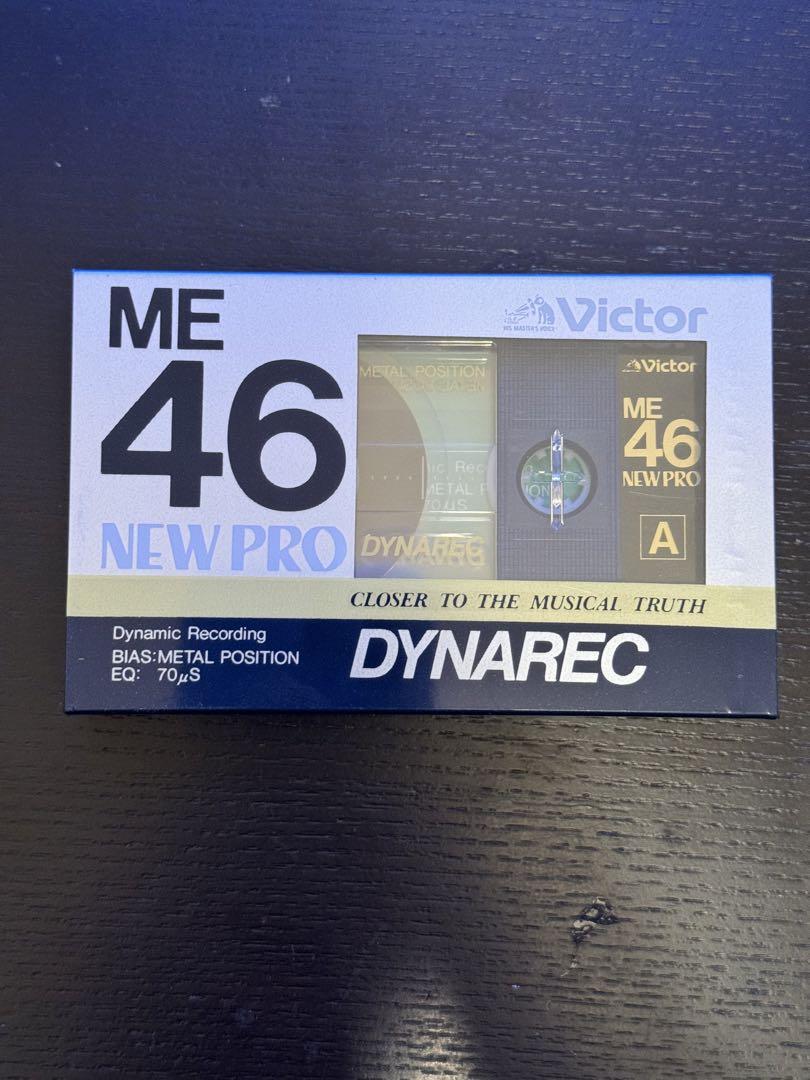 ME
46
NEW PRO
HIS MASTER'S VOICE
Victor
METAL POSITION
DYNAREC
Victor
ME
46
NEW PRO
A
CLOSER TO THE MUSICAL TRUTH
Dynamic Recording
BIAS:METAL POSITION
EQ: 70μS
DYNAREC